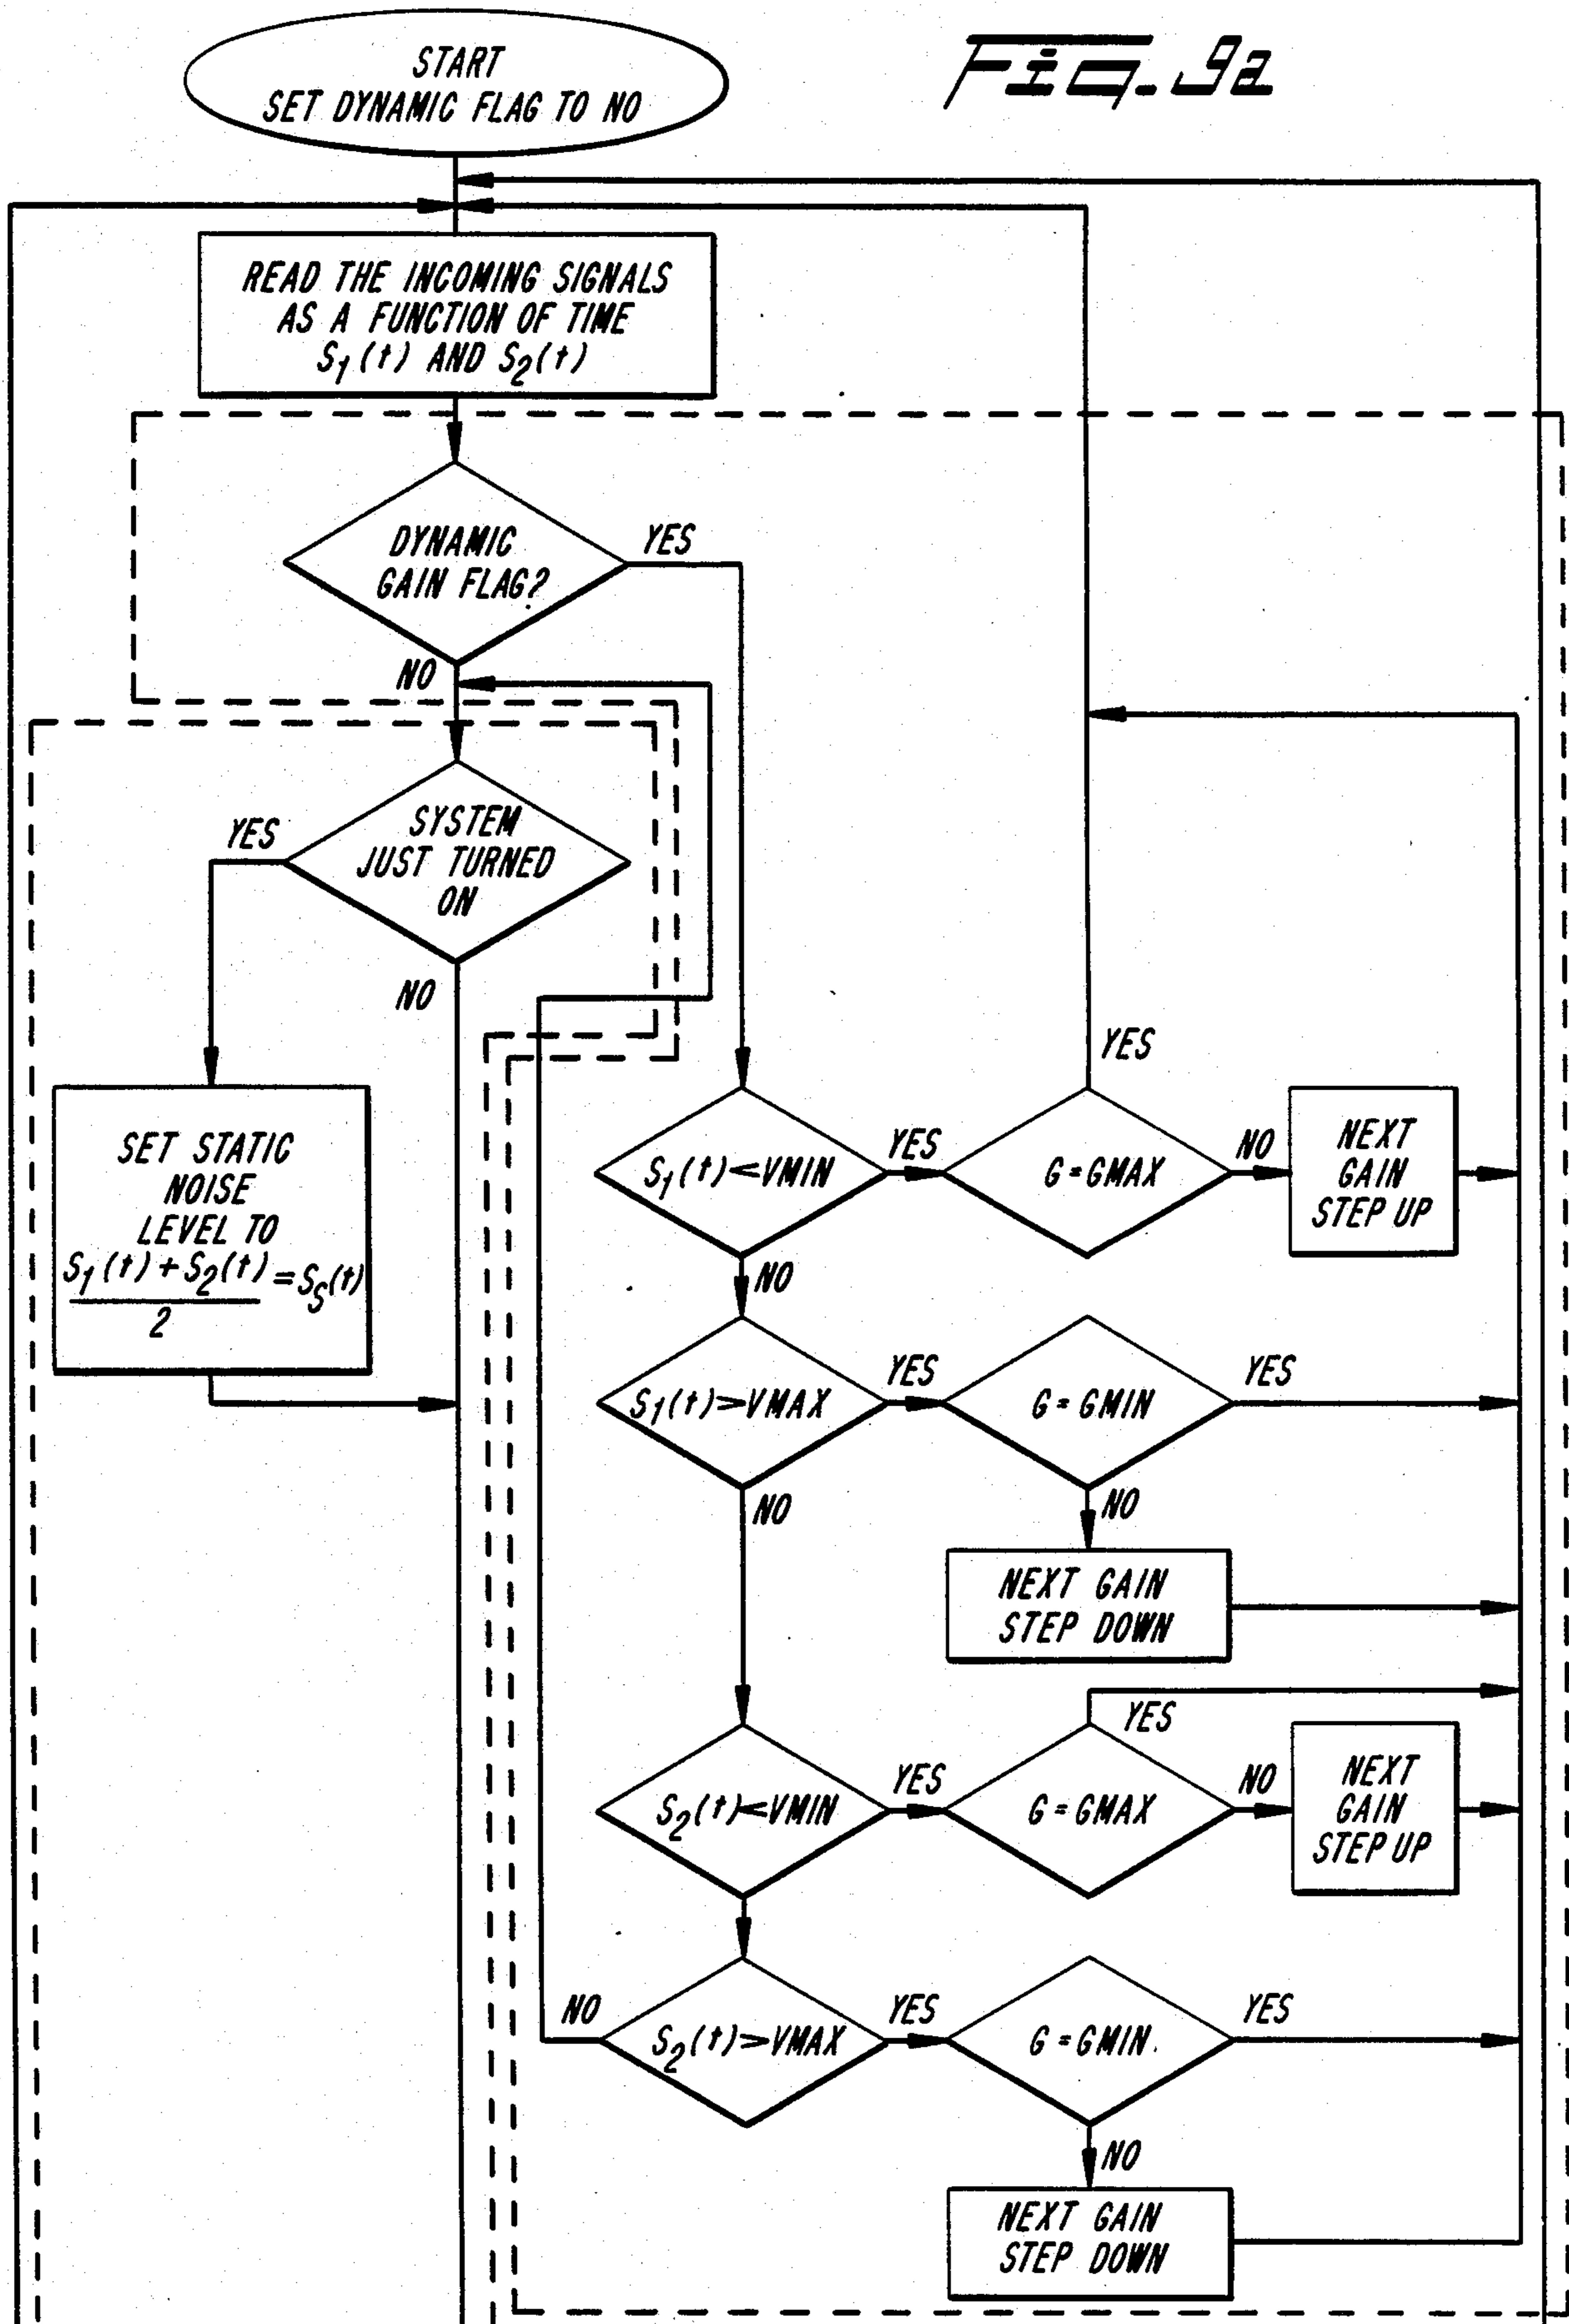 Fig. 9a
START
SET DYNAMIC FLAG TO NO
READ THE INCOMING SIGNALS
AS A FUNCTION OF TIME
S1(t) AND S2(t)
DYNAMIC
GAIN FLAG?
YES
NO
SYSTEM
JUST TURNED
ON
YES
NO
SET STATIC
NOISE
LEVEL TO
S1(t)+S2(t) = SS(t)
2
S1(t)≤VMIN
YES
G=GMAX
YES
NO
NEXT
GAIN
STEP UP
NO
S1(t)>VMAX
YES
G=GMIN
YES
NO
NO
NEXT GAIN
STEP DOWN
S2(t)≤VMIN
YES
G=GMAX
YES
NO
NEXT
GAIN
STEP UP
NO
S2(t)>VMAX
YES
G=GMIN
YES
NO
NEXT GAIN
STEP DOWN